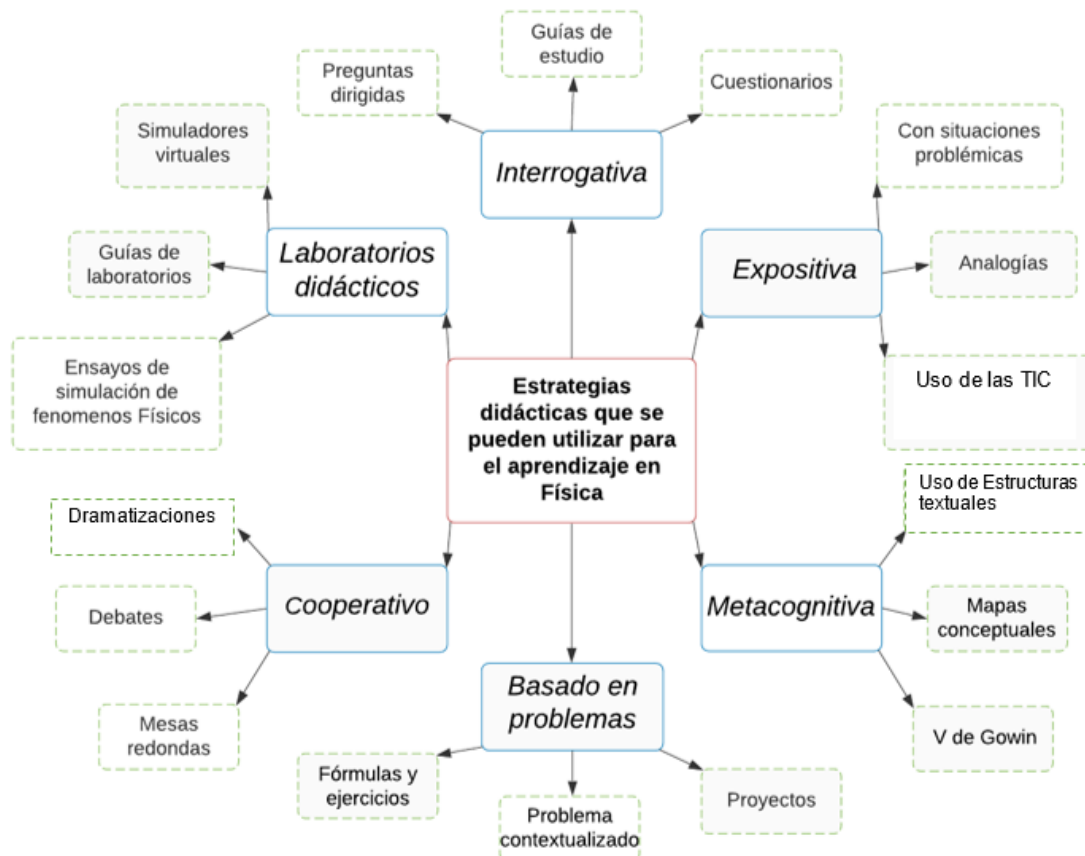 Guías de
estudio
Preguntas
dirigidas
Cuestionarios
Interrogativa
Simuladores
virtuales
Guías de
laboratorios
Ensayos de
simulación de
fenomenos Físicos
Laboratorios
didácticos
Con situaciones
problémicas
Analogías
Uso de las TIC
Expositiva
Estrategias
didácticas que se
pueden utilizar para
el aprendizaje en
Física
Dramatizaciones
Debates
Mesas
redondas
Cooperativo
Uso de Estructuras
textuales
Mapas
conceptuales
V de Gowin
Metacognitiva
Basado en
problemas
Fórmulas y
ejercicios
Problema
contextualizado
Proyectos